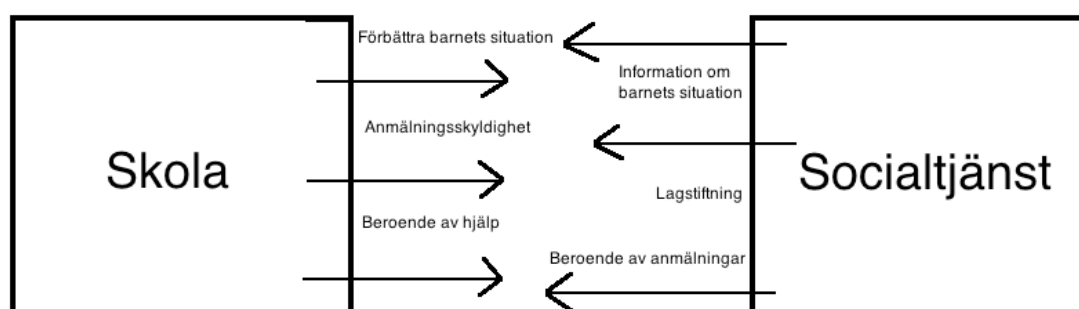 Förbättra barnets situation
Information om
barnets situation
Anmälningsskyldighet
Skola
Socialtjänst
Lagstiftning
Beroende av hjälp
Beroende av anmälningar